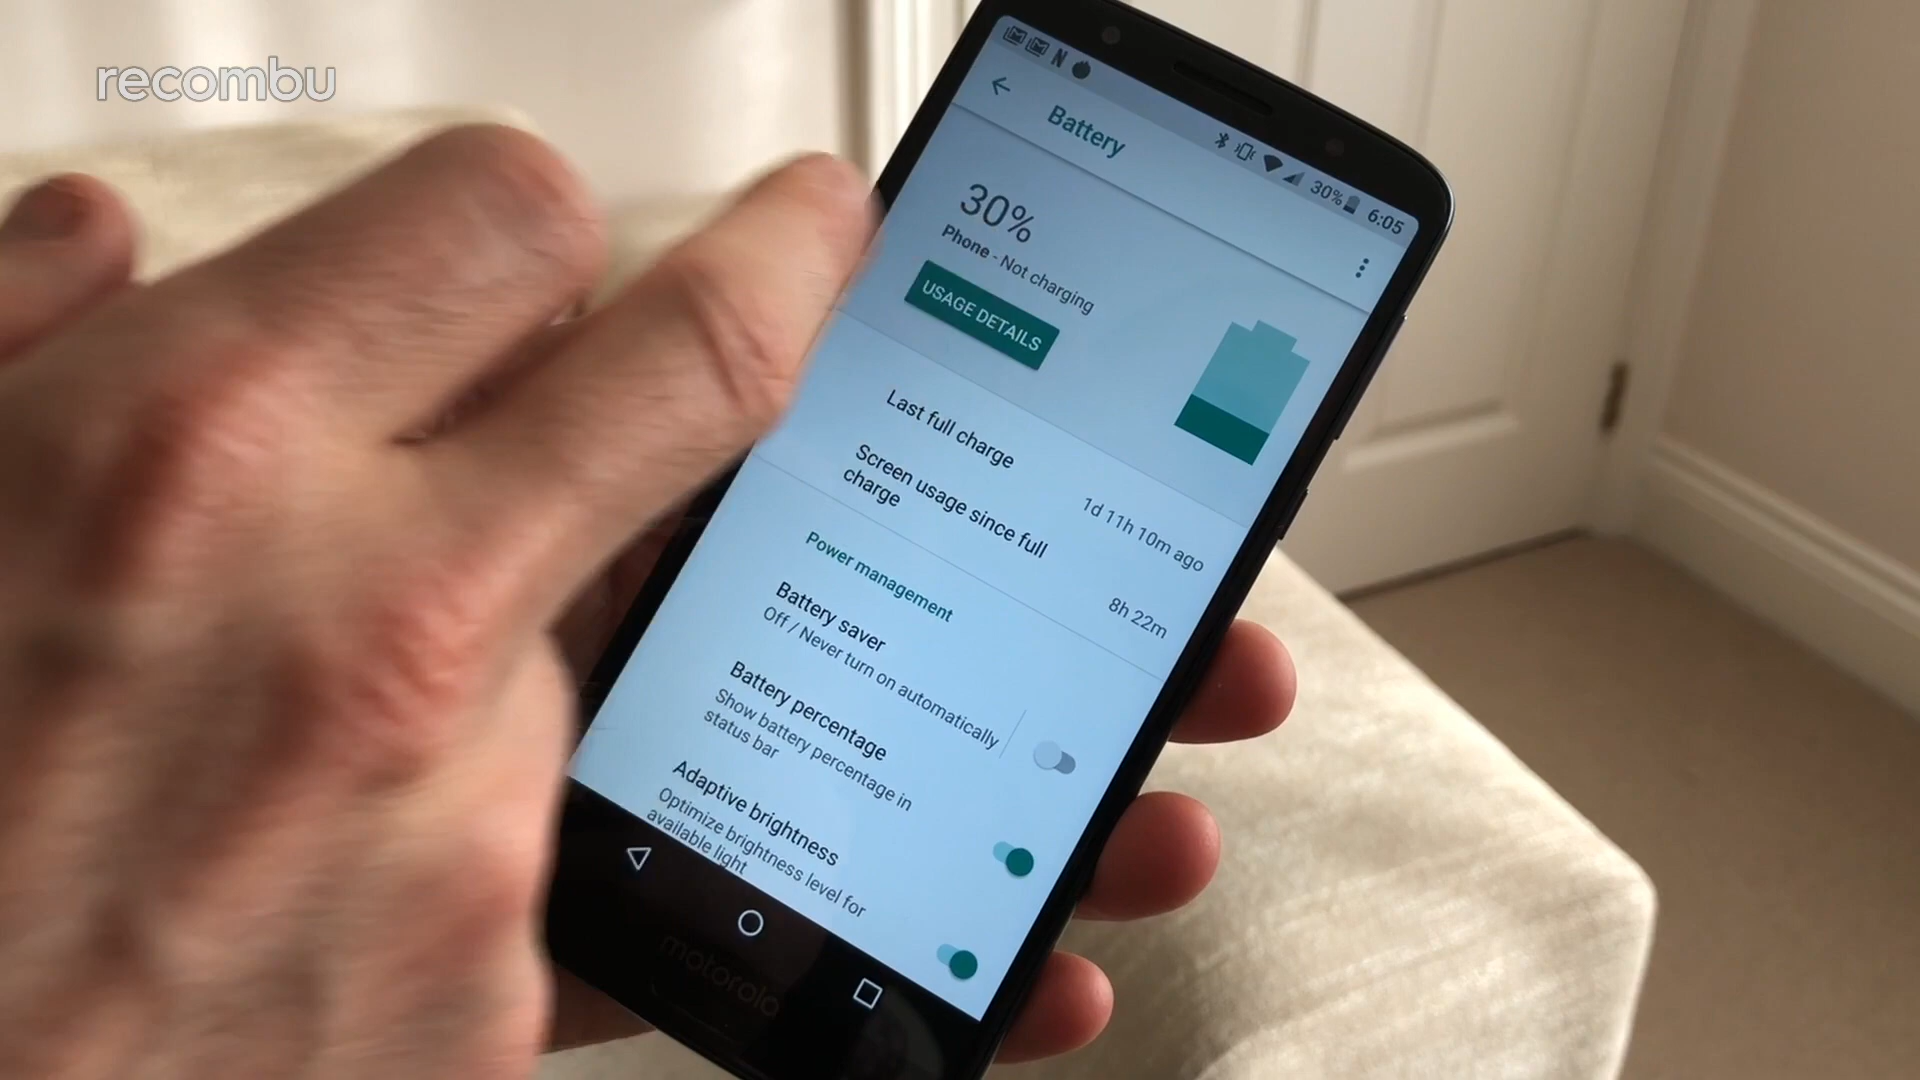 recombu
N
30% 6:05
Battery
30%
Phone - Not charging
USAGE DETAILS
Last full charge
1d 11h 10m ago
Screen usage since full
charge
8h 22m
Power management
Battery saver
Off / Never turn on automatically
Battery percentage
Show battery percentage in
status bar
Adaptive brightness
Optimize brightness level for
available light
motorola